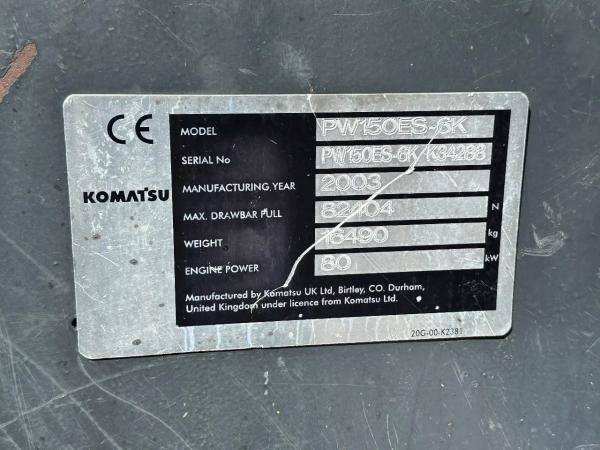 CE
KOMATSU
MODEL PW150ES-6K
SERIAL No PW150ES-6K K34288
MANUFACTURING YEAR 2003
MAX. DRAWBAR PULL 82404 N
WEIGHT 16490 kg
ENGINE POWER 80 kW
Manufactured by Komatsu UK Ltd, Birtley, CO. Durham,
United Kingdom under licence from Komatsu Ltd.
20G-00-K2381